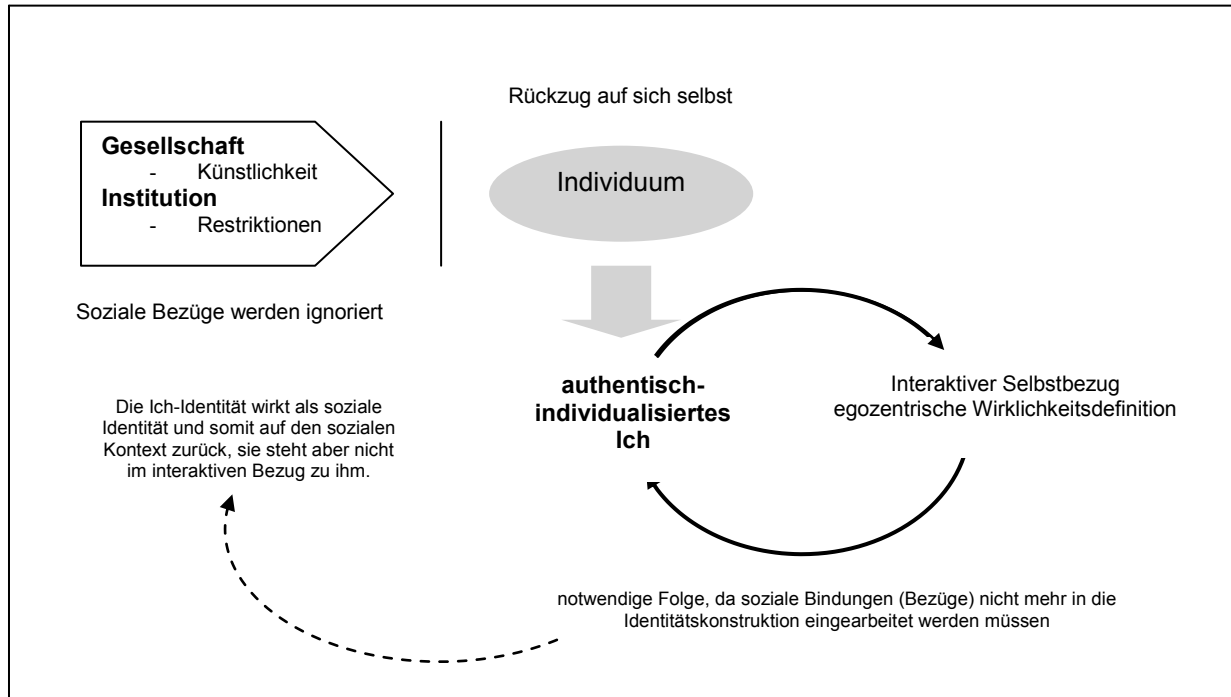 Rückzug auf sich selbst
Gesellschaft
- Künstlichkeit
Institution
- Restriktionen
Individuum
Soziale Bezüge werden ignoriert
authentisch-
individualisiertes
Ich
Interaktiver Selbstbezug
egozentrische Wirklichkeitsdefinition
Die Ich-Identität wirkt als soziale
Identität und somit auf den sozialen
Kontext zurück, sie steht aber nicht
im interaktiven Bezug zu ihm.
notwendige Folge, da soziale Bindungen (Bezüge) nicht mehr in die
Identitätskonstruktion eingearbeitet werden müssen